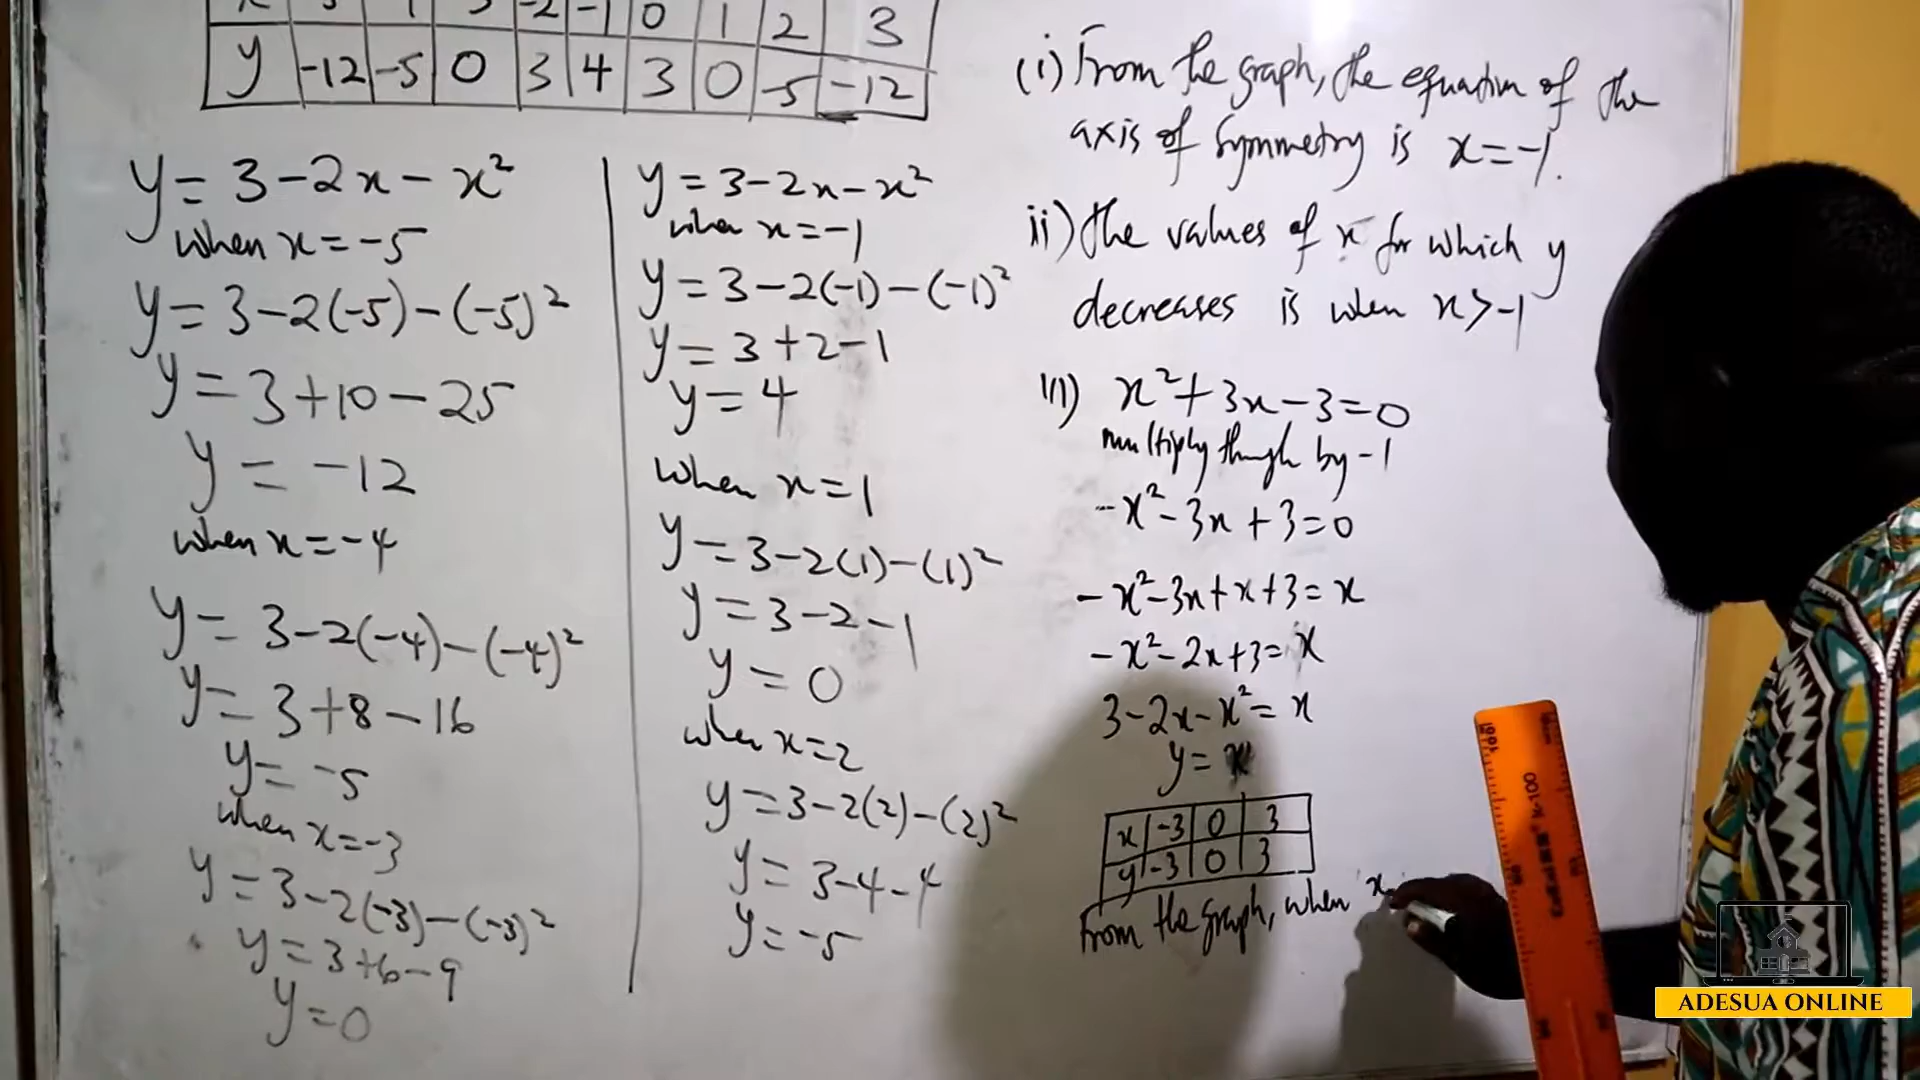 -2 -1 0 1 2 3
y -12 -5 0 3 4 3 0 -5 -12
y = 3 - 2x - x²
when x = -5
y = 3 - 2(-5) - (-5)²
y = 3 + 10 - 25
y = -12
when x = -4
y = 3 - 2(-4) - (-4)²
y = 3 + 8 - 16
y = -5
when x = -3
y = 3 - 2(-3) - (-3)²
y = 3 + 6 - 9
y = 0
y = 3 - 2x - x²
when x = -1
y = 3 - 2(-1) - (-1)²
y = 3 + 2 - 1
y = 4
when x = 1
y = 3 - 2(1) - (1)²
y = 3 - 2 - 1
y = 0
when x = 2
y = 3 - 2(2) - (2)²
y = 3 - 4 - 4
y = -5
(i) From the graph, the equation of the
axis of symmetry is x = -1.
ii) the values of x for which y
decreases is when x > -1
iii) x² + 3x - 3 = 0
multiply through by -1
-x² - 3x + 3 = 0
-x² - 3x + x + 3 = x
-x² - 2x + 3 = x
3 - 2x - x² = x
y = x
x -3 0 3
y -3 0 3
From the graph, when x
ADESUA ONLINE